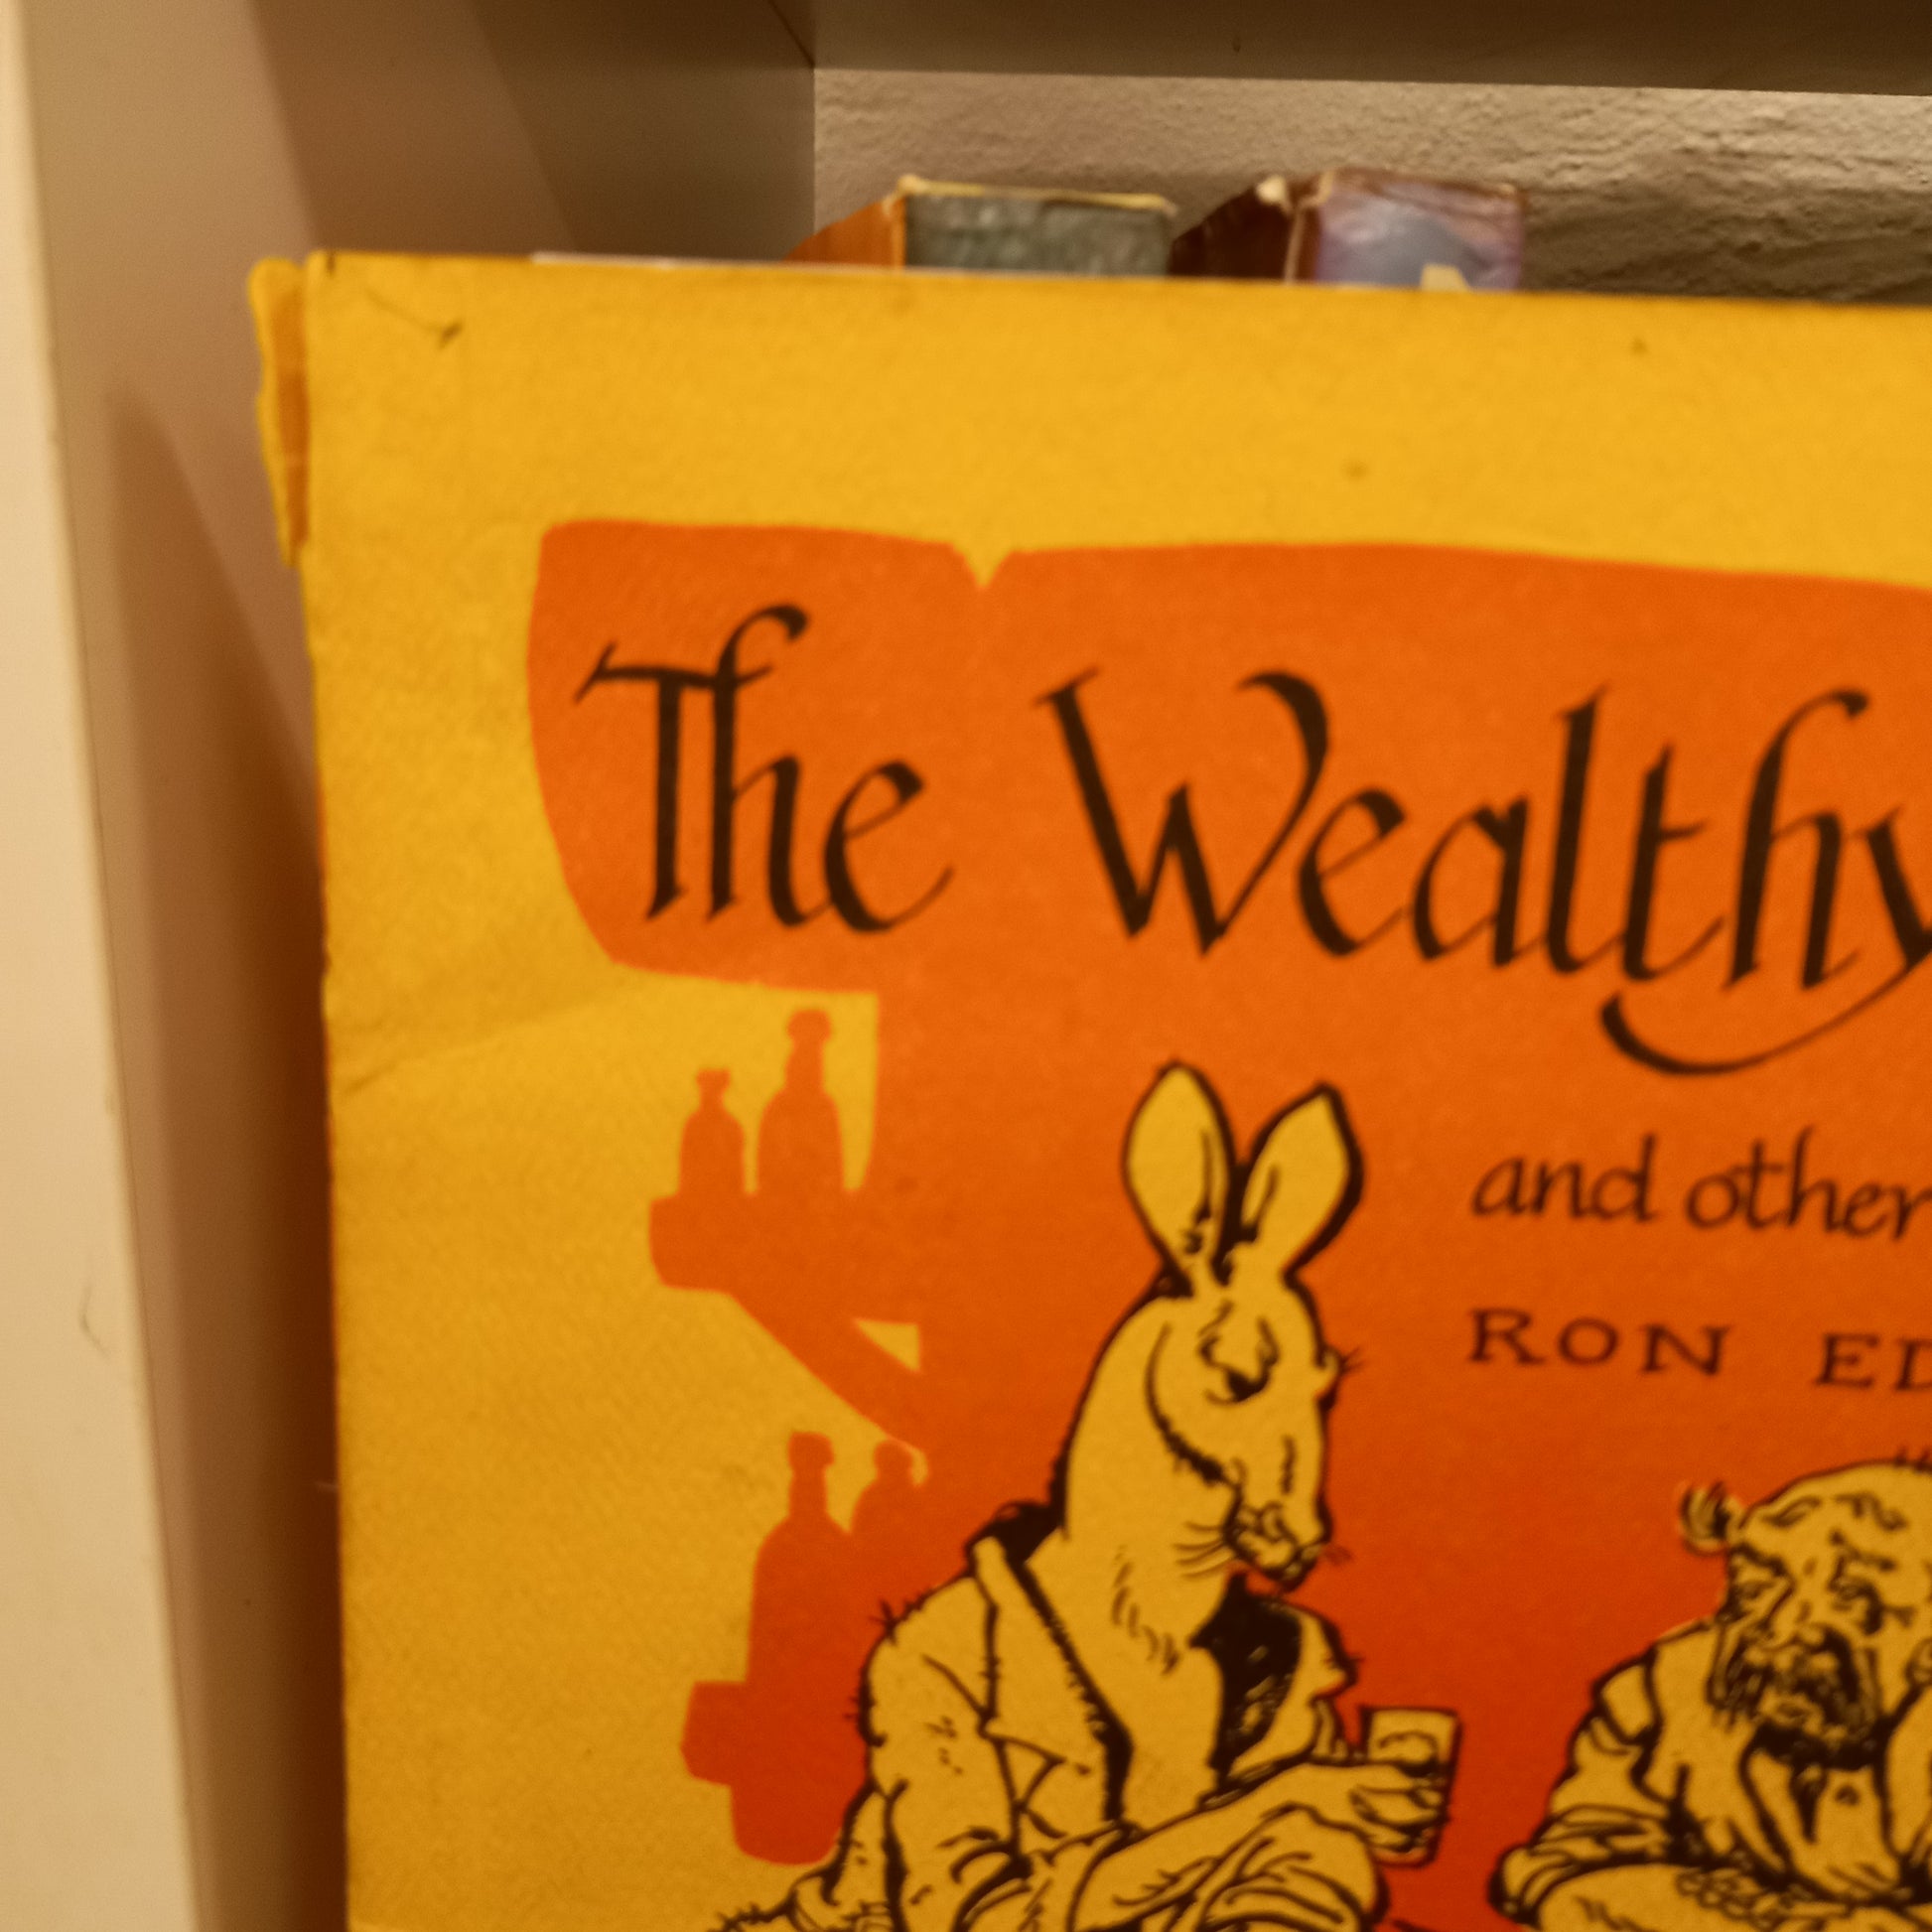 The Wealthy
and other
RON ED